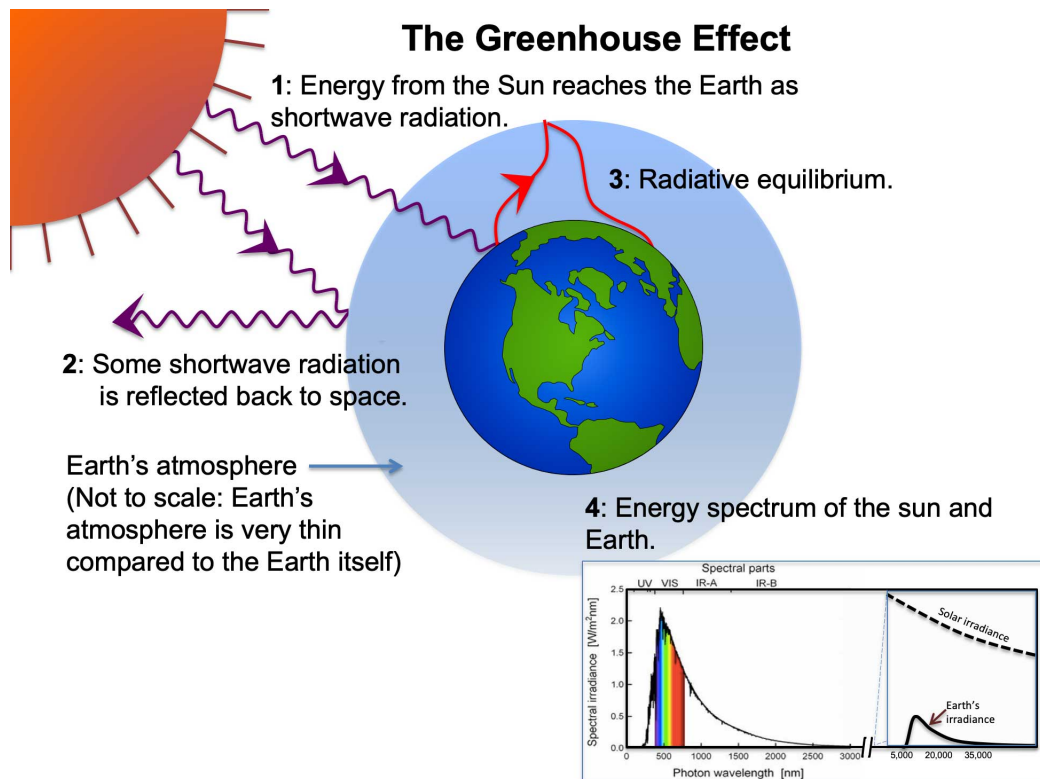 The Greenhouse Effect
1: Energy from the Sun reaches the Earth as
shortwave radiation.
3: Radiative equilibrium.
2: Some shortwave radiation
is reflected back to space.
Earth’s atmosphere
(Not to scale: Earth’s
atmosphere is very thin
compared to the Earth itself)
4: Energy spectrum of the sun and
Earth.
Spectral parts
UV VIS IR-A IR-B
Spectral irradiance [W/m²nm]
2.5
2.0
1.5
1.0
0.5
0.0
Solar irradiance
Earth’s
irradiance
0 500 1000 1500 2000 2500 3000
5,000 20,000 35,000
Photon wavelength [nm]